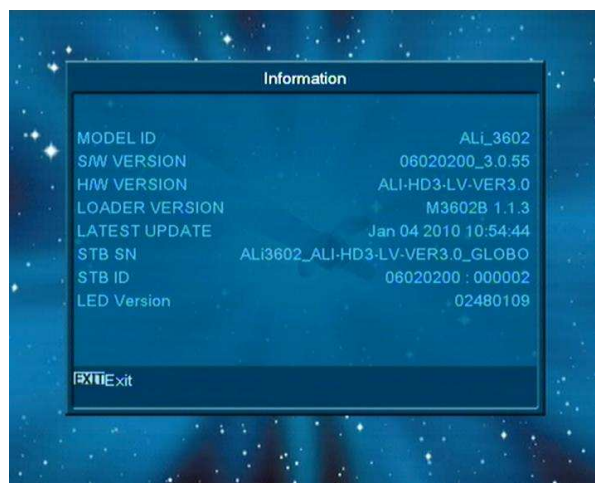 Information
MODEL ID ALi_3602
S/W VERSION 06020200_3.0.55
H/W VERSION ALI-HD3-LV-VER3.0
LOADER VERSION M3602B 1.1.3
LATEST UPDATE Jan 04 2010 10:54:44
STB SN ALi3602_ALI-HD3-LV-VER3.0_GLOBO
STB ID 06020200 : 000002
LED Version 02480109
EXIT Exit